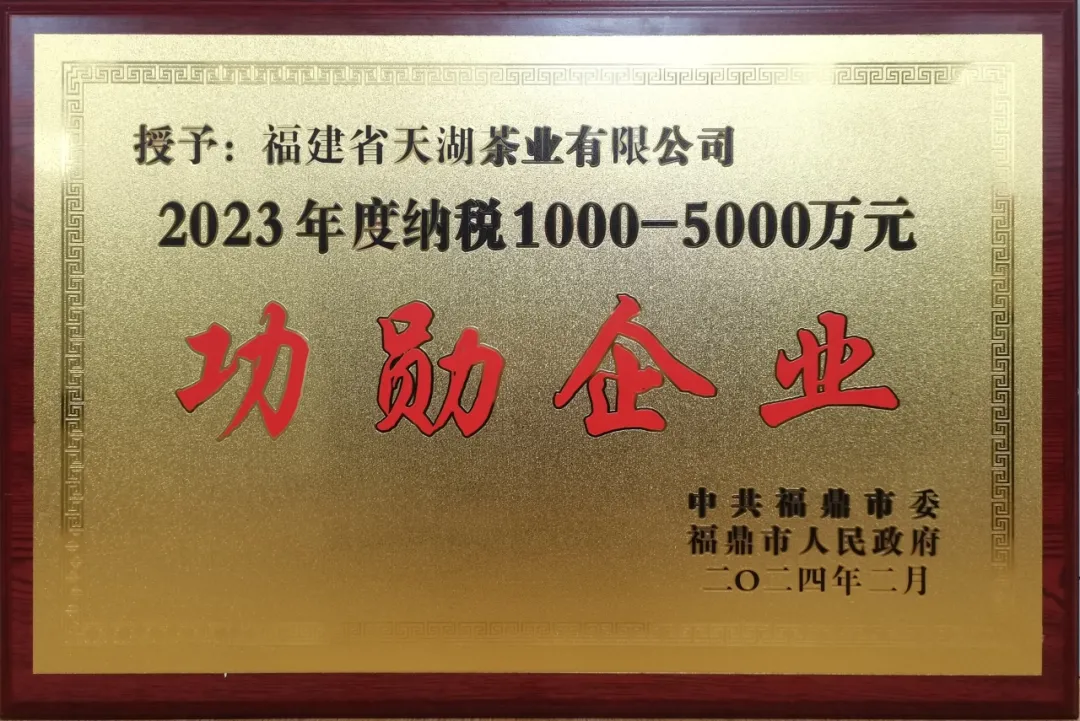 授予：福建省天湖茶业有限公司
2023年度纳税1000-5000万元
功勋企业
中共福鼎市委
福鼎市人民政府
二〇二四年二月